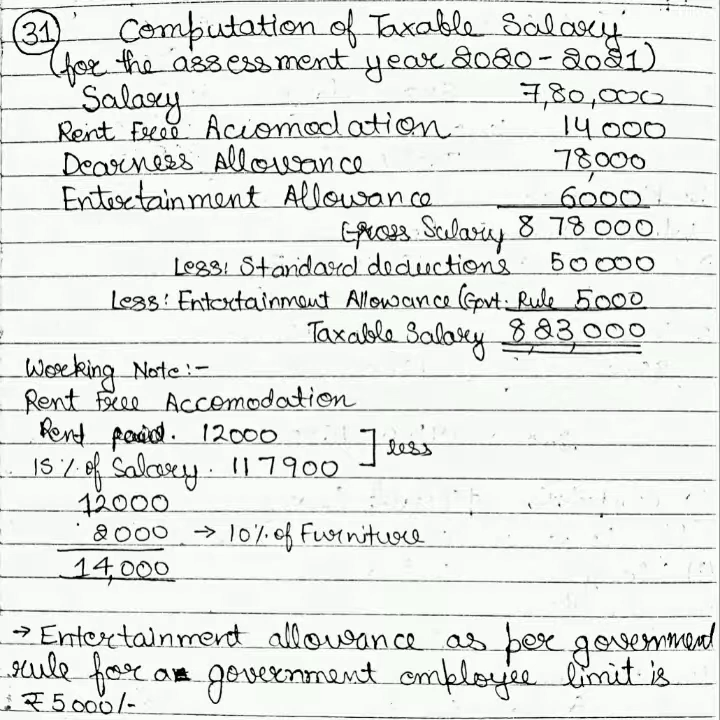 31 Computation of Taxable Salary
(for the assessment year 2020-2021)
Salary 7,80,000
Rent Free Accomodation 14000
Dearness Allowance 78000
Entertainment Allowance 6000
Gross Salary 8 78 000
Less: Standard deductions 50000
Less: Entertainment Allowance (Govt. Rule 5000
Taxable Salary 8 23,000
Working Note:-
Rent Free Accomodation
Rent paid. 12000
15% of Salary. 117900 ] less
12000
2000 → 10% of Furniture
14,000
→ Entertainment allowance as per government
rule for a government employee limit is
₹5000/-